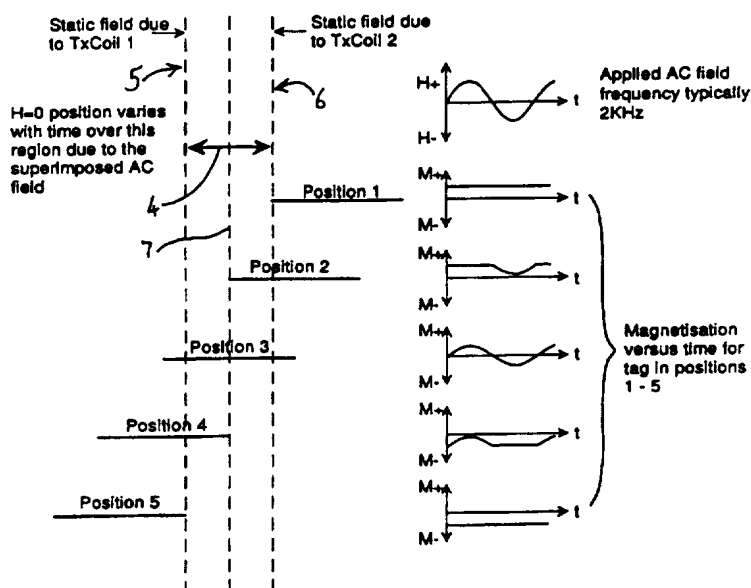 Static field due
to TxCoil 1
Static field due
to TxCoil 2
5
6
H=0 position varies
with time over this
region due to the
superimposed AC
field
4
7
Position 1
Position 2
Position 3
Position 4
Position 5
H+
H-
t
Applied AC field
frequency typically
2KHz
M+
M-
t
M+
M-
t
M+
M-
t
M+
M-
t
M+
M-
t
Magnetisation
versus time for
tag in positions
1 - 5